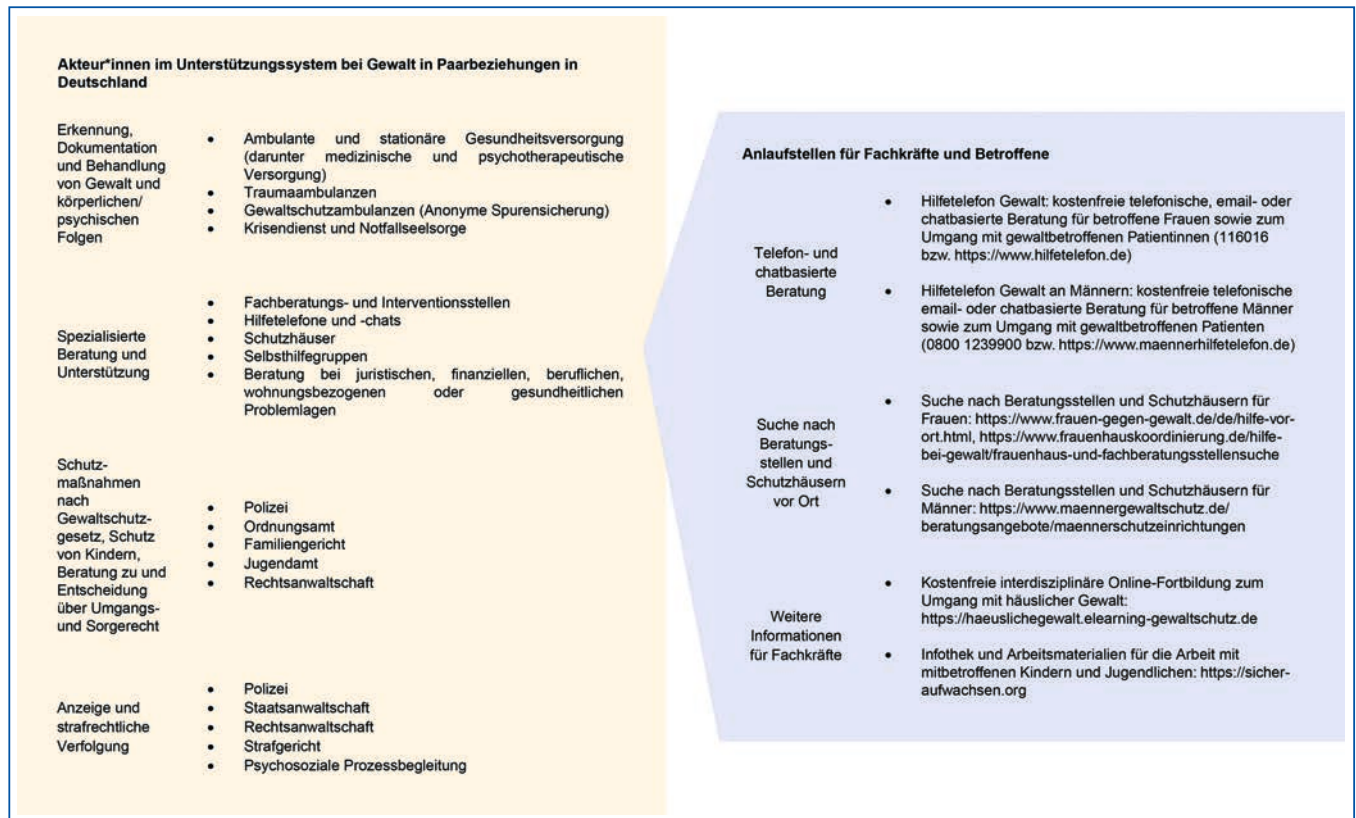 Akteur*innen im Unterstützungssystem bei Gewalt in Paarbeziehungen in
Deutschland
Erkennung,
Dokumentation
und Behandlung
von Gewalt und
körperlichen/
psychischen
Folgen
• Ambulante und stationäre Gesundheitsversorgung
(darunter medizinische und psychotherapeutische
Versorgung)
• Traumaambulanzen
• Gewaltschutzambulanzen (Anonyme Spurensicherung)
• Krisendienst und Notfallseelsorge
Spezialisierte
Beratung und
Unterstützung
• Fachberatungs- und Interventionsstellen
• Hilfetelefone und -chats
• Schutzhäuser
• Selbsthilfegruppen
• Beratung bei juristischen, finanziellen, beruflichen,
wohnungsbezogenen oder gesundheitlichen
Problemlagen
Schutz-
maßnahmen
nach
Gewaltschutz-
gesetz, Schutz
von Kindern,
Beratung zu und
Entscheidung
über Umgangs-
und Sorgerecht
• Polizei
• Ordnungsamt
• Familiengericht
• Jugendamt
• Rechtsanwaltschaft
Anzeige und
strafrechtliche
Verfolgung
• Polizei
• Staatsanwaltschaft
• Rechtsanwaltschaft
• Strafgericht
• Psychosoziale Prozessbegleitung
Anlaufstellen für Fachkräfte und Betroffene
Telefon- und
chatbasierte
Beratung
• Hilfetelefon Gewalt: kostenfreie telefonische, email- oder
chatbasierte Beratung für betroffene Frauen sowie zum
Umgang mit gewaltbetroffenen Patientinnen (116016
bzw. https://www.hilfetelefon.de)
• Hilfetelefon Gewalt an Männern: kostenfreie telefonische
email- oder chatbasierte Beratung für betroffene Männer
sowie zum Umgang mit gewaltbetroffenen Patienten
(0800 1239900 bzw. https://www.maennerhilfetelefon.de)
Suche nach
Beratungs-
stellen und
Schutzhäusern
vor Ort
• Suche nach Beratungsstellen und Schutzhäusern für
Frauen: https://www.frauen-gegen-gewalt.de/de/hilfe-vor-
ort.html, https://www.frauenhauskoordinierung.de/hilfe-
bei-gewalt/frauenhaus-und-fachberatungsstellensuche
• Suche nach Beratungsstellen und Schutzhäusern für
Männer: https://www.maennergewaltschutz.de/
beratungsangebote/maennerschutzeinrichtungen
Weitere
Informationen
für Fachkräfte
• Kostenfreie interdisziplinäre Online-Fortbildung zum
Umgang mit häuslicher Gewalt:
https://haeuslichegewalt.elearning-gewaltschutz.de
• Infothek und Arbeitsmaterialien für die Arbeit mit
mitbetroffenen Kindern und Jugendlichen: https://sicher-
aufwachsen.org